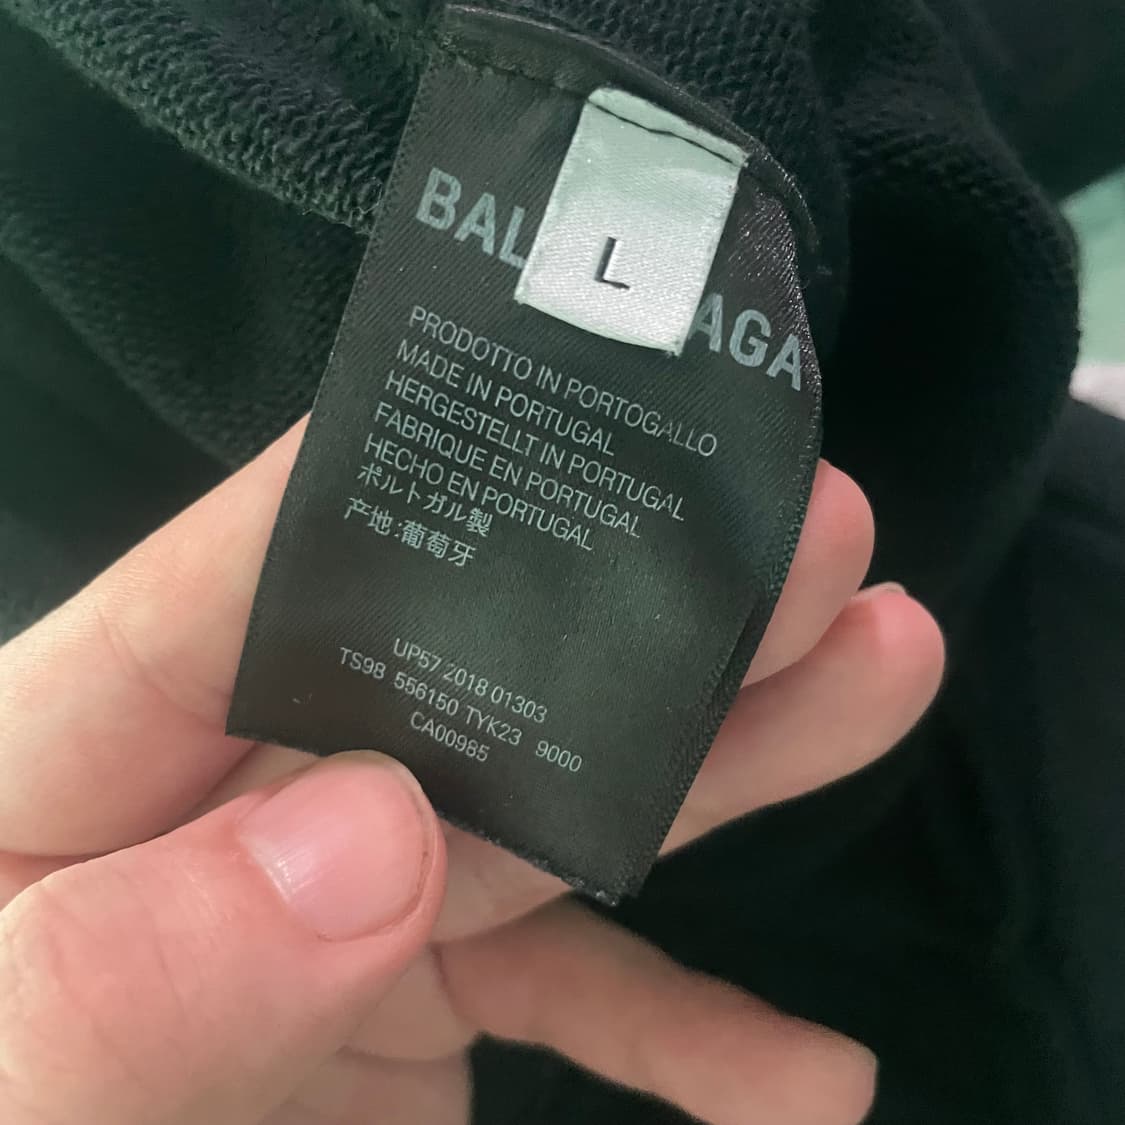 BAL AGA
L
PRODOTTO IN PORTOGALLO
MADE IN PORTUGAL
HERGESTELLT IN PORTUGAL
FABRIQUE EN PORTUGAL
HECHO EN PORTUGAL
ポルトガル製
产地:葡萄牙
UP57 2018 01303
TS98 556150 TYK23 9000
CA00985